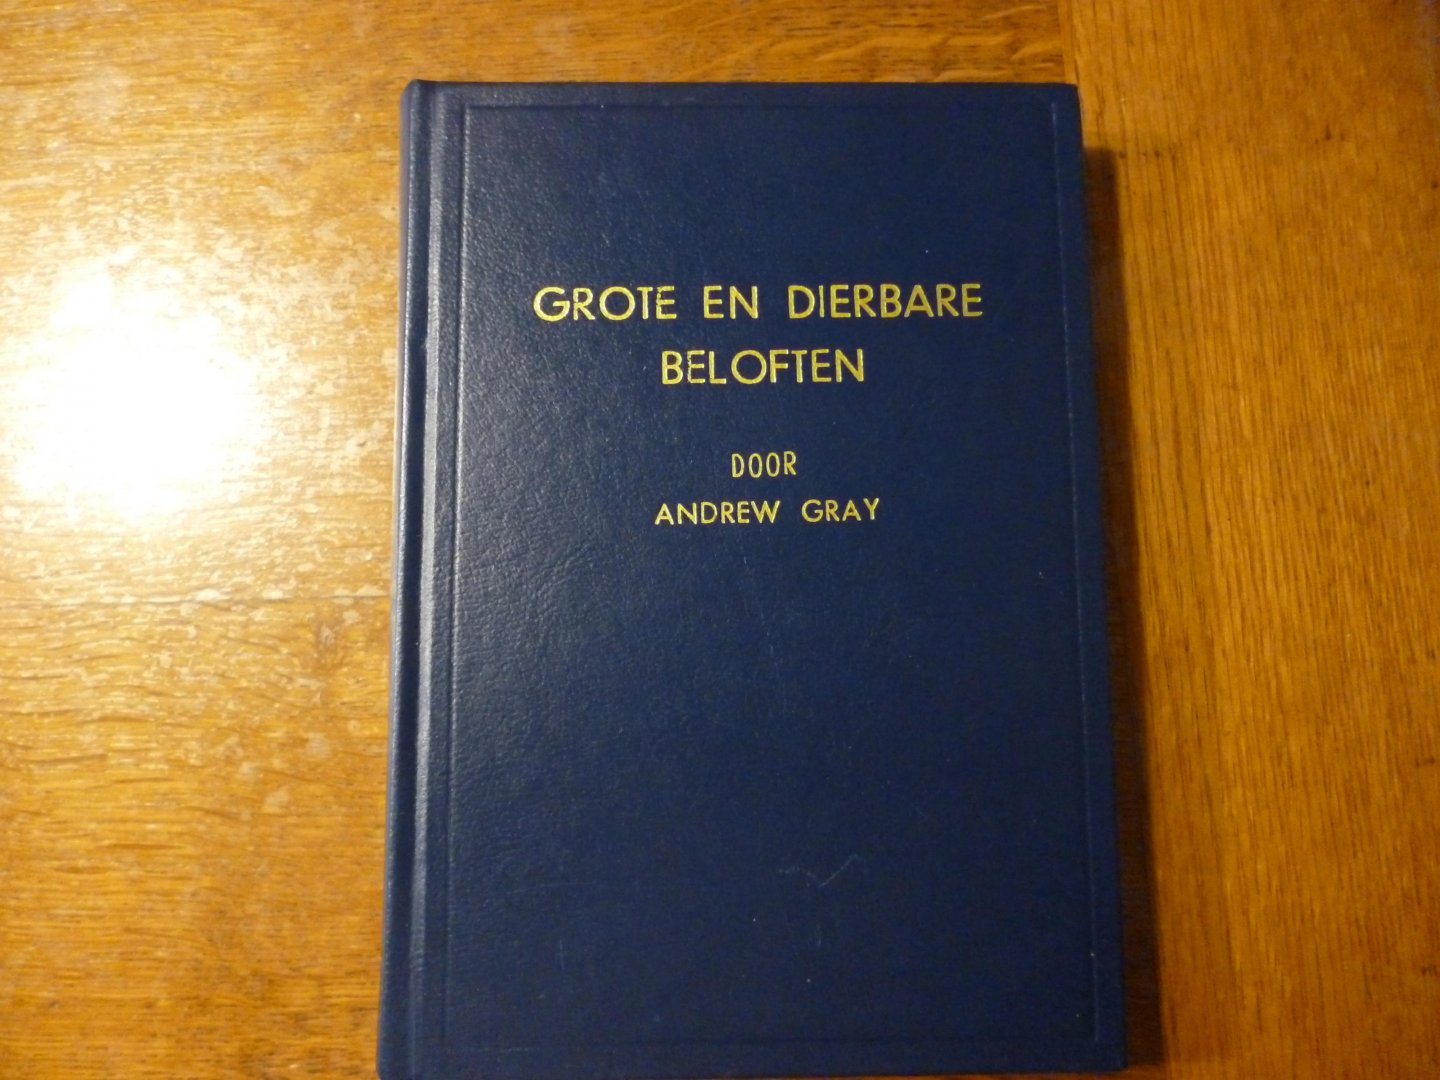 GROTE EN DIERBARE
BELOFTEN
DOOR
ANDREW GRAY